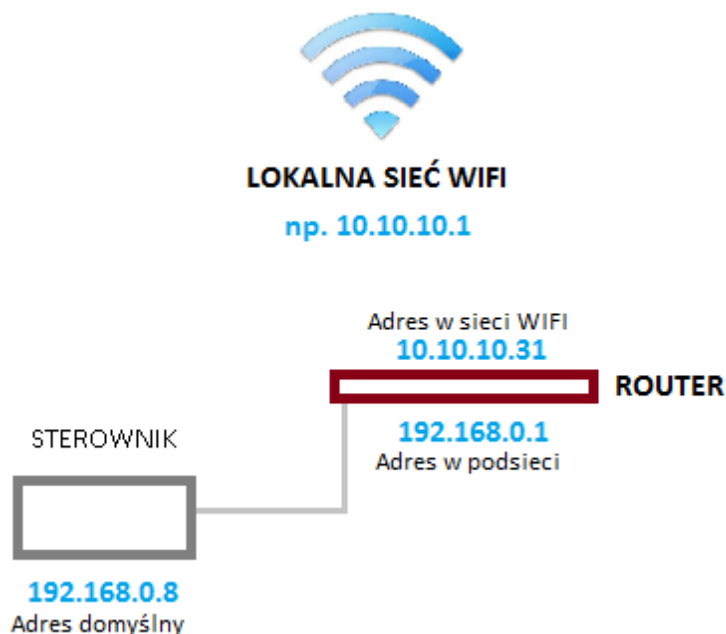 LOKALNA SIEĆ WIFI
np. 10.10.10.1
Adres w sieci WIFI
10.10.10.31
ROUTER
192.168.0.1
Adres w podsieci
STEROWNIK
192.168.0.8
Adres domyślny